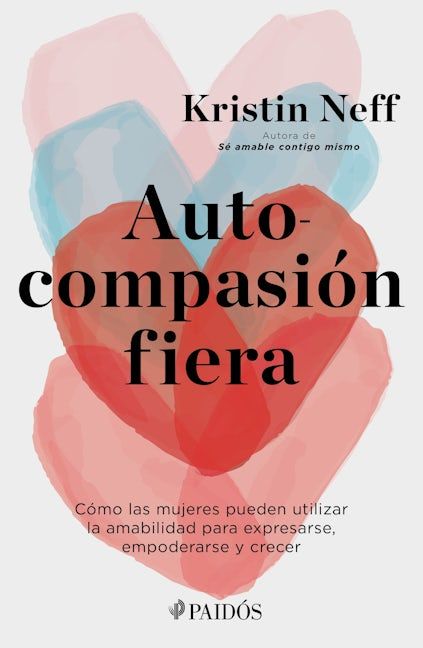 Kristin Neff
Autora de
Sé amable contigo mismo
Auto-
compasión
fiera
Cómo las mujeres pueden utilizar
la amabilidad para expresarse,
empoderarse y crecer
PAIDÓS